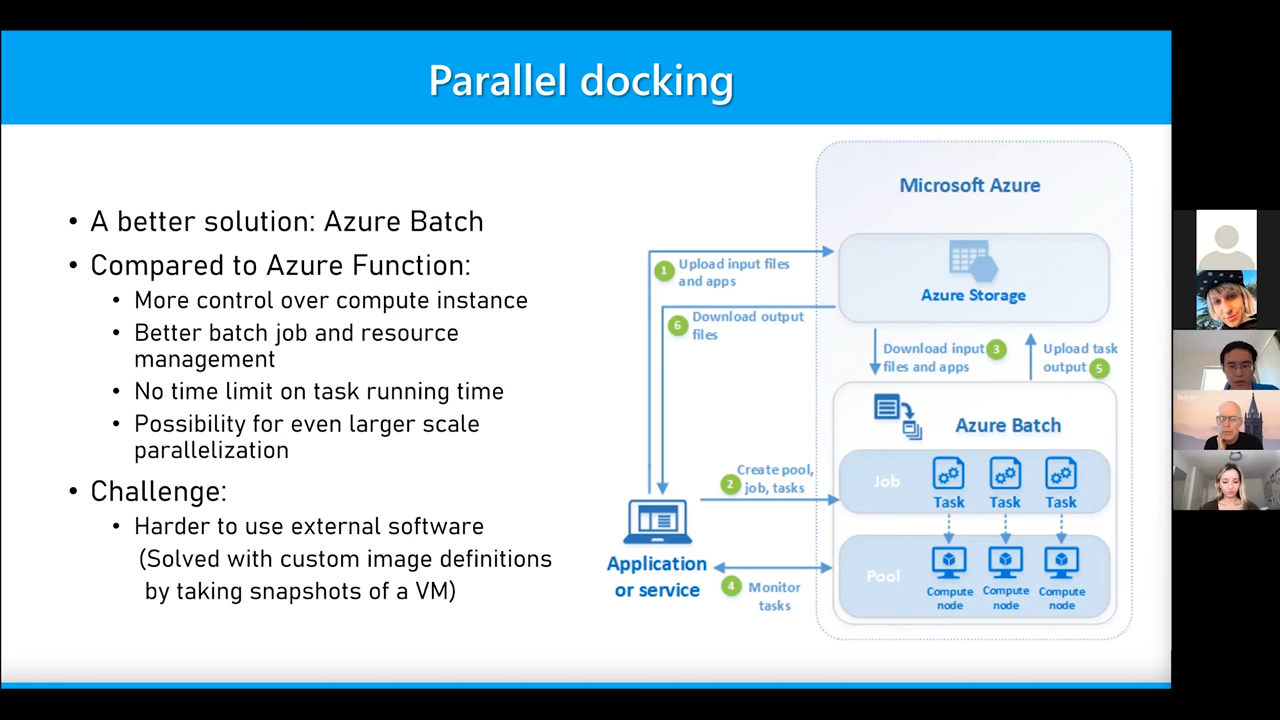 Parallel docking
• A better solution: Azure Batch
• Compared to Azure Function:
• More control over compute instance
• Better batch job and resource
management
• No time limit on task running time
• Possibility for even larger scale
parallelization
• Challenge:
• Harder to use external software
(Solved with custom image definitions
by taking snapshots of a VM)
Microsoft Azure
1 Upload input files
and apps
Azure Storage
6 Download output
files
Download input 3
files and apps
Upload task
output 5
Azure Batch
2 Create pool,
job, tasks
Job
Task Task Task
Application
or service
4 Monitor
tasks
Pool
Compute
node
Compute
node
Compute
node